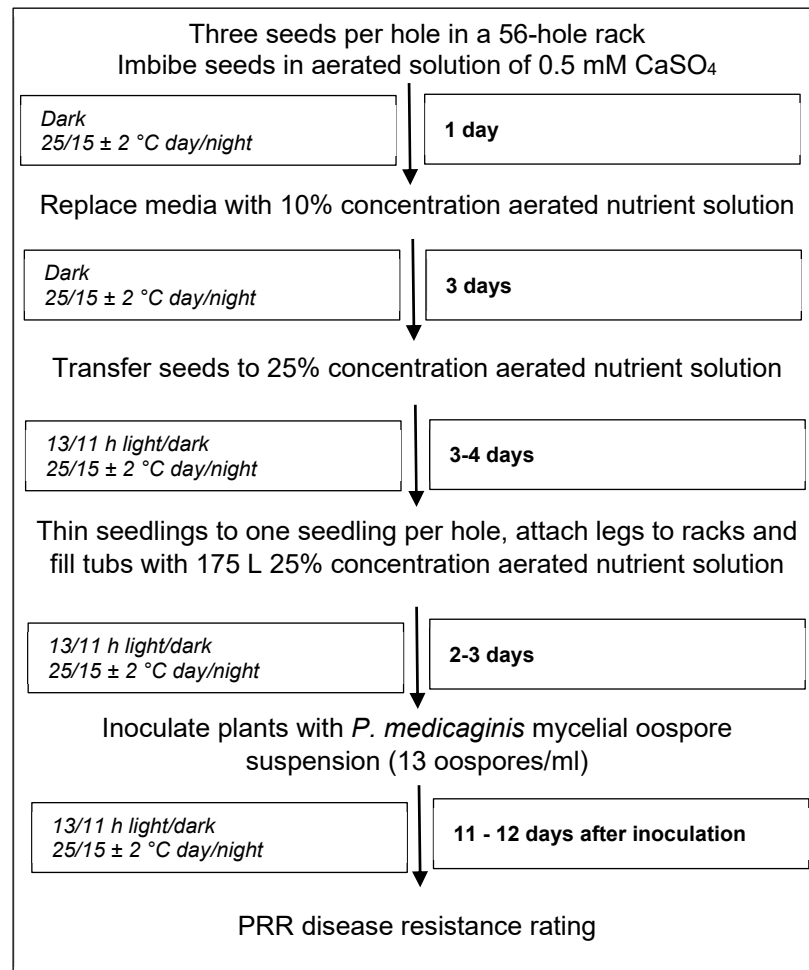 Three seeds per hole in a 56-hole rack
Imbibe seeds in aerated solution of 0.5 mM CaSO₄
Dark
25/15 ± 2 °C day/night
1 day
Replace media with 10% concentration aerated nutrient solution
Dark
25/15 ± 2 °C day/night
3 days
Transfer seeds to 25% concentration aerated nutrient solution
13/11 h light/dark
25/15 ± 2 °C day/night
3-4 days
Thin seedlings to one seedling per hole, attach legs to racks and
fill tubs with 175 L 25% concentration aerated nutrient solution
13/11 h light/dark
25/15 ± 2 °C day/night
2-3 days
Inoculate plants with P. medicaginis mycelial oospore
suspension (13 oospores/ml)
13/11 h light/dark
25/15 ± 2 °C day/night
11 - 12 days after inoculation
PRR disease resistance rating